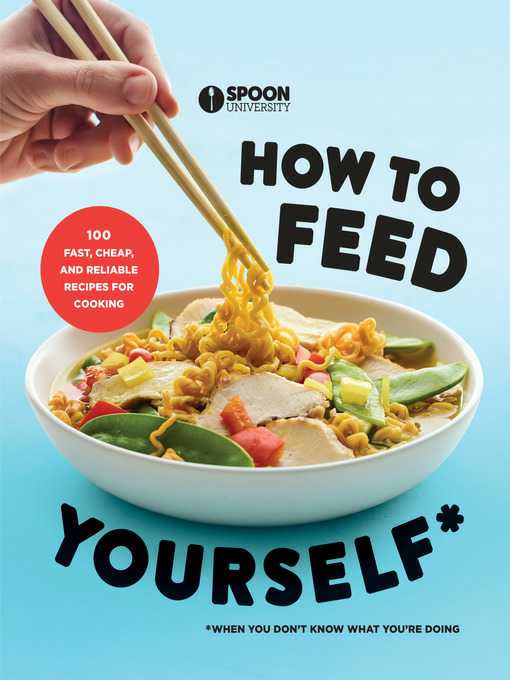 SPOON
UNIVERSITY
HOW TO
FEED
100
FAST, CHEAP,
AND RELIABLE
RECIPES FOR
COOKING
YOURSELF*
*WHEN YOU DON'T KNOW WHAT YOU'RE DOING